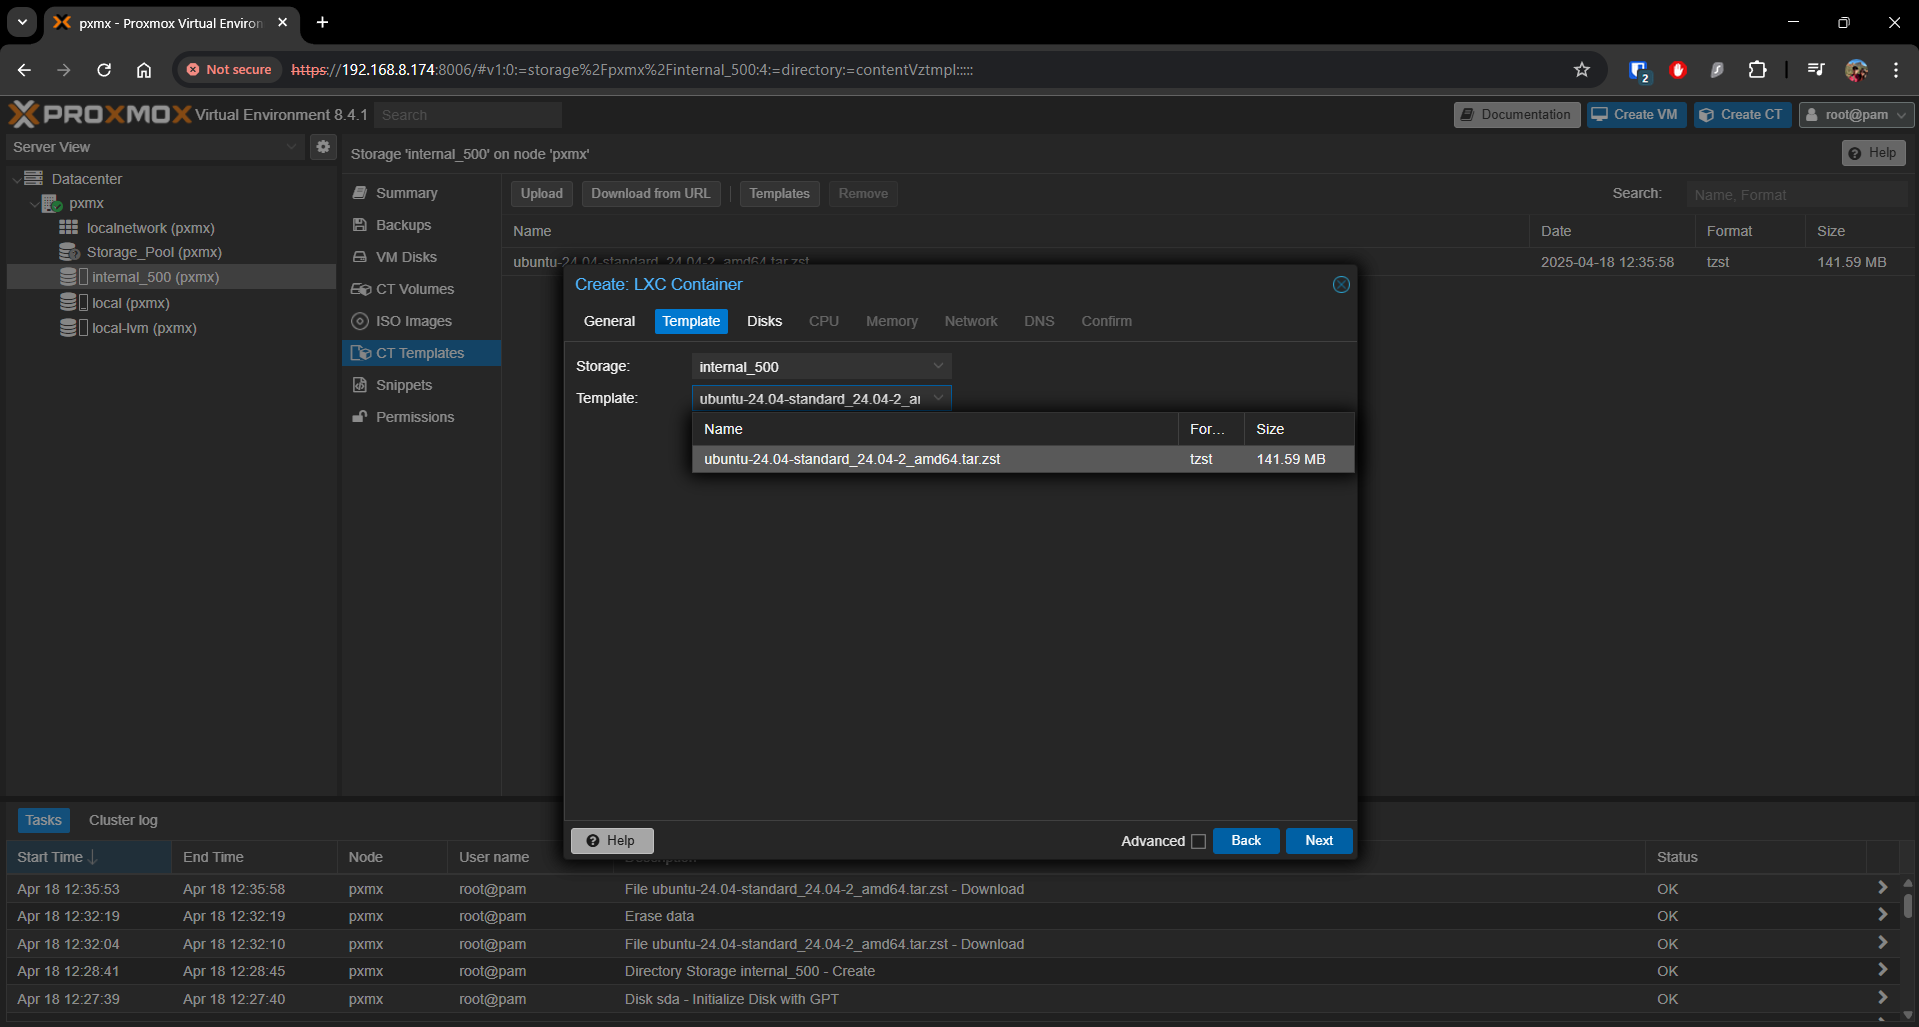 pxmx - Proxmox Virtual Environ
Not secure https://192.168.8.174:8006/#v1:0:=storage%2Fpxmx%2Finternal_500:4:=directory:=contentVztmpl:::::
2
PROXMOX Virtual Environment 8.4.1 Search Documentation Create VM Create CT root@pam
Server View
Storage 'internal_500' on node 'pxmx' Help
Datacenter
pxmx
localnetwork (pxmx)
Storage_Pool (pxmx)
internal_500 (pxmx)
local (pxmx)
local-lvm (pxmx)
Summary
Backups
VM Disks
CT Volumes
ISO Images
CT Templates
Snippets
Permissions
Upload Download from URL Templates Remove Search: Name, Format
Name Date Format Size
ubuntu-24.04-standard_24.04-2_amd64.tar.zst 2025-04-18 12:35:58 tzst 141.59 MB
Create: LXC Container
General Template Disks CPU Memory Network DNS Confirm
Storage: internal_500
Template: ubuntu-24.04-standard_24.04-2_ar
Name For... Size
ubuntu-24.04-standard_24.04-2_amd64.tar.zst tzst 141.59 MB
Help Advanced Back Next
Tasks Cluster log
Start Time End Time Node User name Description Status
Apr 18 12:35:53 Apr 18 12:35:58 pxmx root@pam File ubuntu-24.04-standard_24.04-2_amd64.tar.zst - Download OK
Apr 18 12:32:19 Apr 18 12:32:19 pxmx root@pam Erase data OK
Apr 18 12:32:04 Apr 18 12:32:10 pxmx root@pam File ubuntu-24.04-standard_24.04-2_amd64.tar.zst - Download OK
Apr 18 12:28:41 Apr 18 12:28:45 pxmx root@pam Directory Storage internal_500 - Create OK
Apr 18 12:27:39 Apr 18 12:27:40 pxmx root@pam Disk sda - Initialize Disk with GPT OK